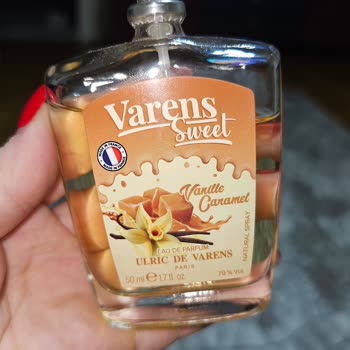 Varens
Sweet
Vanille
Caramel
EAU DE PARFUM
ULRIC DE VARENS
PARIS
50 ml e 1.7 fl. oz.
79 % VOL
NATURAL SPRAY